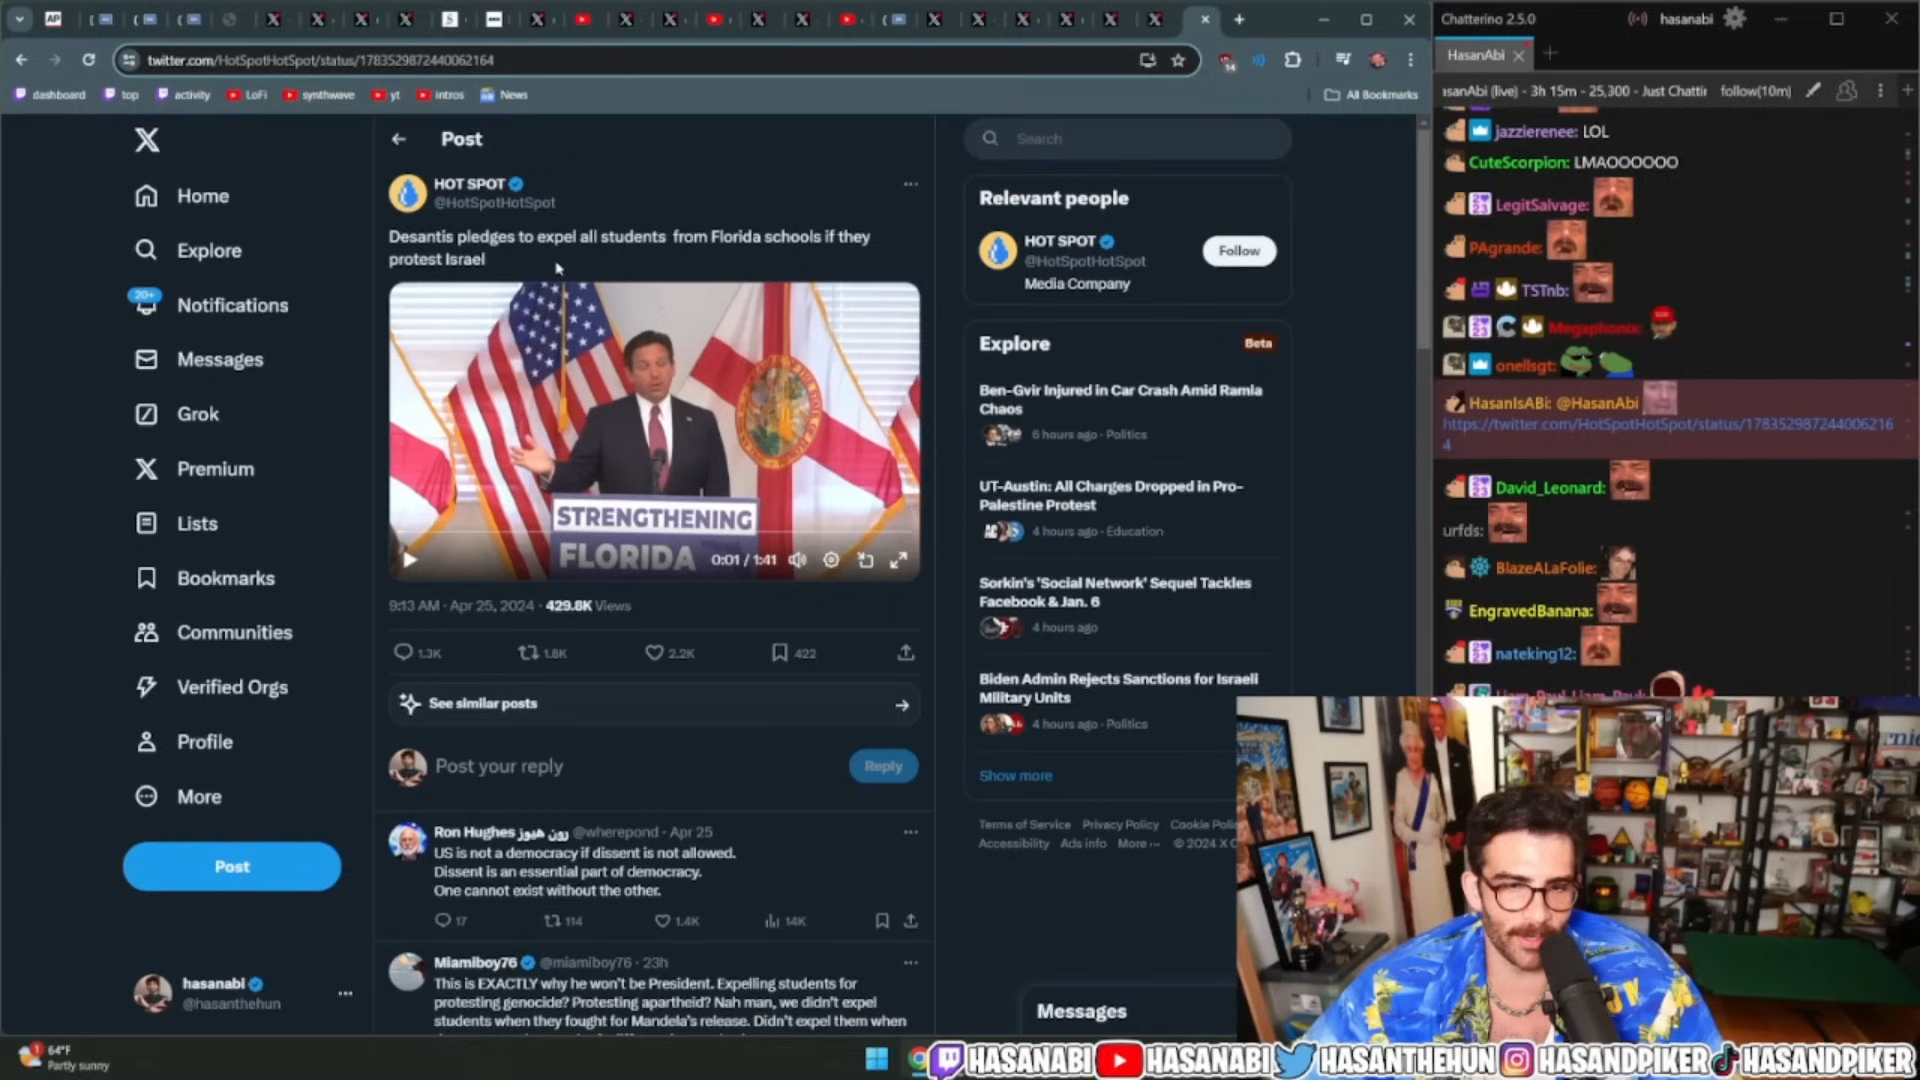 AP
twitter.com/HotSpotHotSpot/status/1783529872440062164
14
dashboard
top
activity
LoFi
synthwave
yt
intros
News
All Bookmarks
Home
Explore
20+
Notifications
Messages
Grok
Premium
Lists
Bookmarks
Communities
Verified Orgs
Profile
More
Post
hasanabi
@hasanthehun
Post
HOT SPOT
@HotSpotHotSpot
Desantis pledges to expel all students from Florida schools if they
protest Israel
STRENGTHENING
FLORIDA
0:01 / 1:41
9:13 AM · Apr 25, 2024 · 429.8K Views
1.3K
1.8K
2.2K
422
See similar posts
Post your reply
Reply
Ron Hughes رون هيوز @wherepond · Apr 25
US is not a democracy if dissent is not allowed.
Dissent is an essential part of democracy.
One cannot exist without the other.
17
114
1.4K
14K
Miamiboy76 @miamiboy76 · 23h
This is EXACTLY why he won't be President. Expelling students for
protesting genocide? Protesting apartheid? Nah man, we didn't expel
students when they fought for Mandela's release. Didn't expel them when
Search
Relevant people
HOT SPOT
@HotSpotHotSpot
Media Company
Follow
Explore
Beta
Ben-Gvir Injured in Car Crash Amid Ramla
Chaos
6 hours ago · Politics
UT-Austin: All Charges Dropped in Pro-
Palestine Protest
4 hours ago · Education
Sorkin's 'Social Network' Sequel Tackles
Facebook & Jan. 6
4 hours ago
Biden Admin Rejects Sanctions for Israeli
Military Units
4 hours ago · Politics
Show more
Terms of Service Privacy Policy Cookie
Accessibility Ads info More ··· © 2024 X
Messages
Chatterino 2.5.0
hasanabi
HasanAbi
asanAbi (live) - 3h 15m - 25,300 - Just Chattin
follow(10m)
jazzierenee: LOL
CuteScorpion: LMAOOOOOO
LegitSalvage:
PAgrande:
TSTnb:
Megaphonia:
onellsgt:
HasanIsABi: @HasanAbi
https://twitter.com/HotSpotHotSpot/status/178352987244006216
4
David_Leonard:
urfds:
BlazeALaFolie:
EngravedBanana:
nateking12:
1
64°F
Partly sunny
HASANABI
HASANABI
HASANTHEHUN
HASANDPIKER
HASANDPIKER